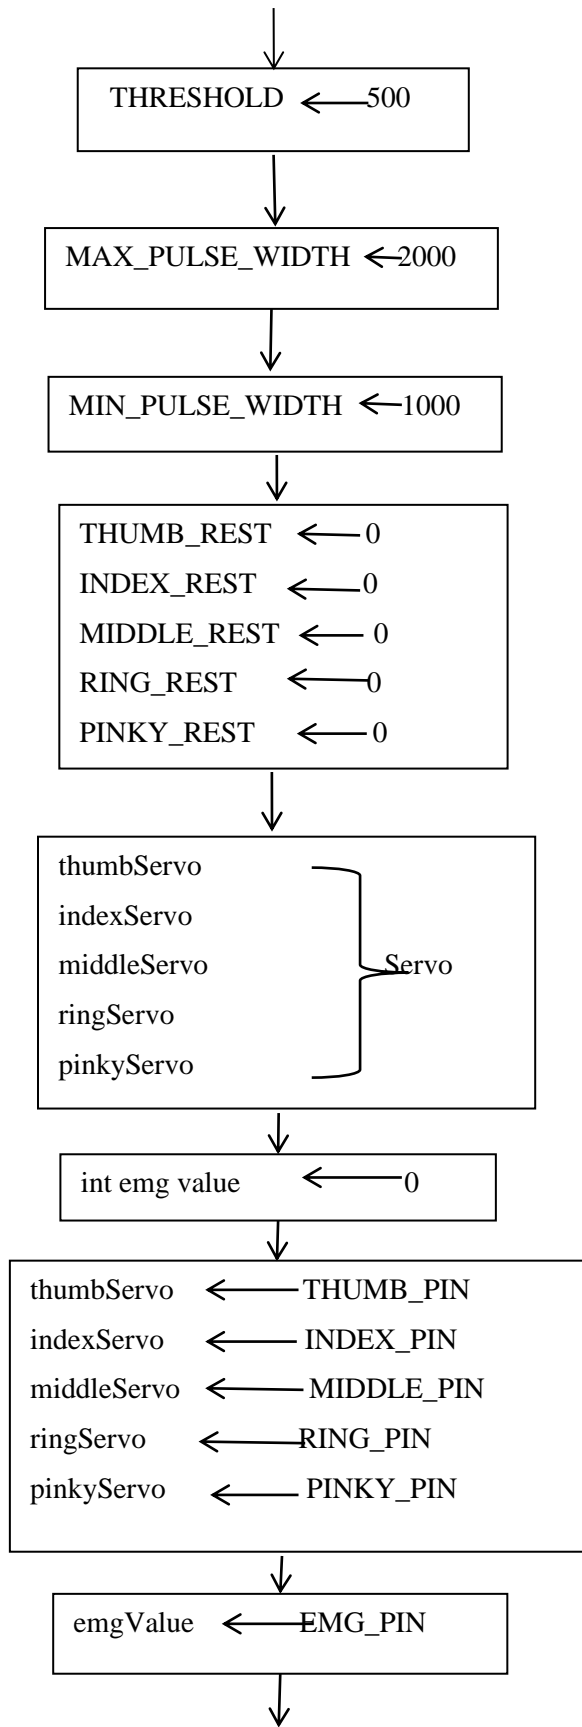 THRESHOLD 500
MAX_PULSE_WIDTH 2000
MIN_PULSE_WIDTH 1000
THUMB_REST 0
INDEX_REST 0
MIDDLE_REST 0
RING_REST 0
PINKY_REST 0
thumbServo
indexServo
middleServo Servo
ringServo
pinkyServo
int emg value 0
thumbServo THUMB_PIN
indexServo INDEX_PIN
middleServo MIDDLE_PIN
ringServo RING_PIN
pinkyServo PINKY_PIN
emgValue EMG_PIN